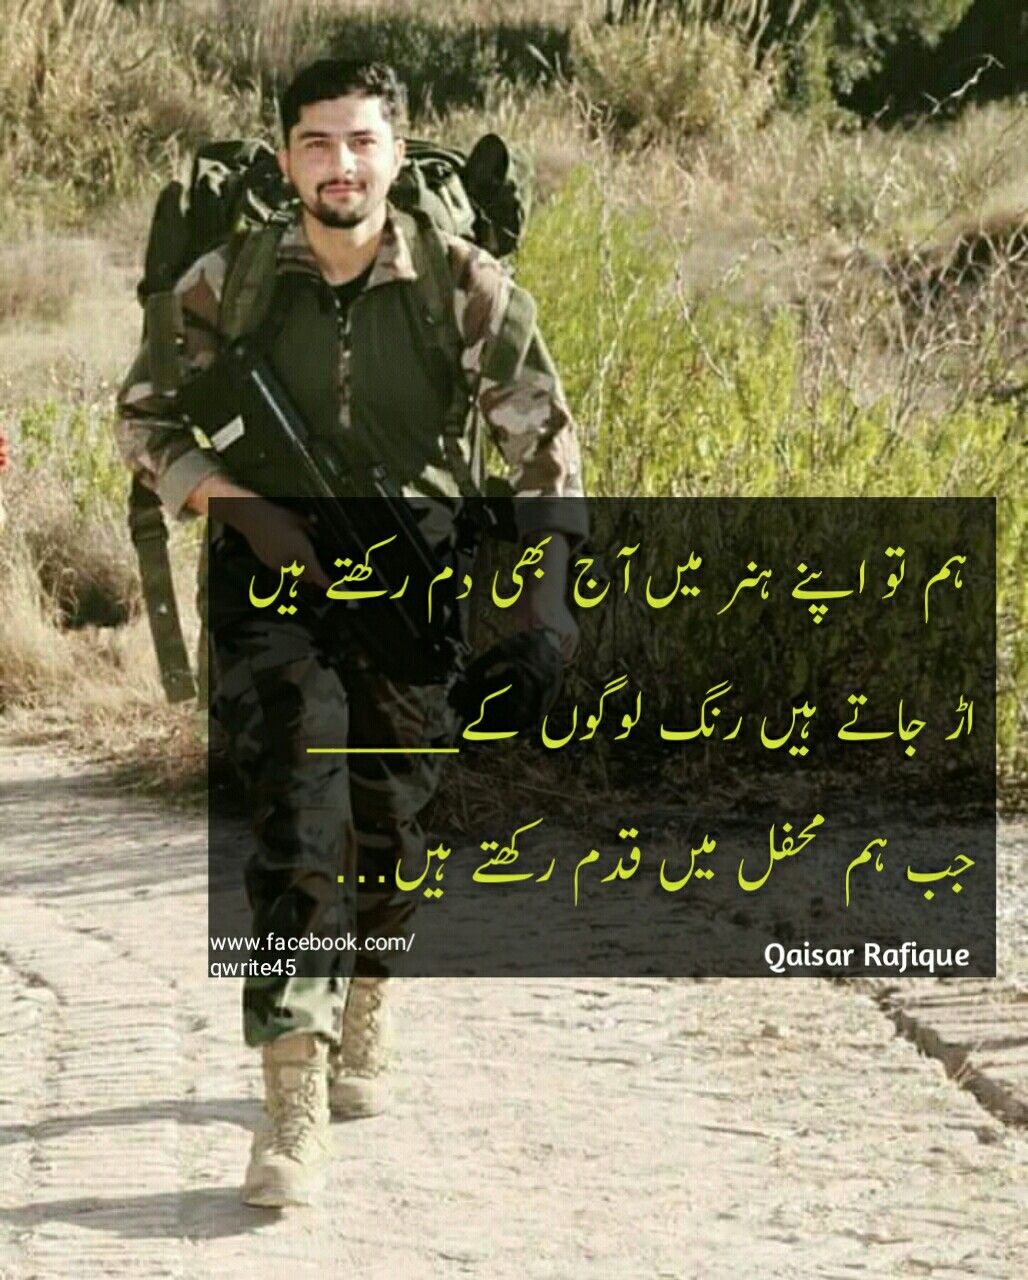 ہم تو اپنے ہنر میں آج بھی دم رکھتے ہیں
اڑ جاتے ہیں رنگ لوگوں کے______
جب ہم محفل میں قدم رکھتے ہیں...
www.facebook.com/
qwrite45
Qaisar Rafique